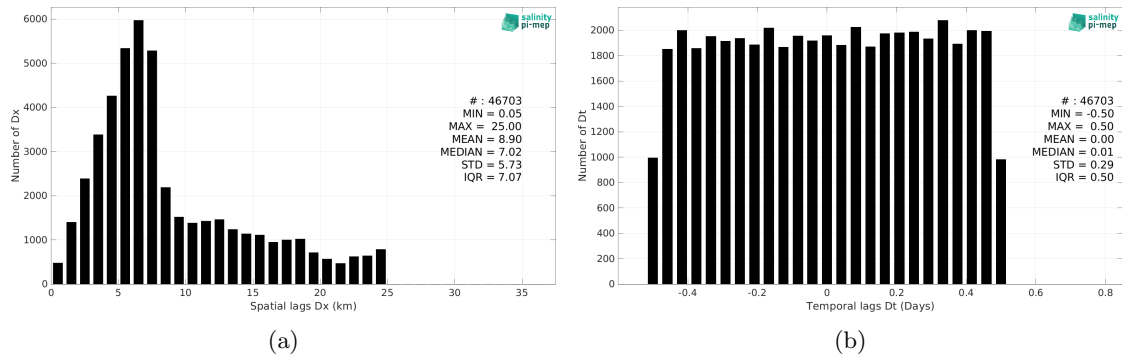 6000
5000
4000
3000
2000
1000
0
Number of Dx
0 5 10 15 20 25 30 35
Spatial lags Dx (km)
salinity
pi-mep
# : 46703
MIN = 0.05
MAX = 25.00
MEAN = 8.90
MEDIAN = 7.02
STD = 5.73
IQR = 7.07
(a)
2000
1800
1600
1400
1200
1000
800
600
400
200
0
Number of Dt
-0.4 -0.2 0 0.2 0.4 0.6 0.8
Temporal lags Dt (Days)
salinity
pi-mep
# : 46703
MIN = -0.50
MAX = 0.50
MEAN = 0.00
MEDIAN = 0.01
STD = 0.29
IQR = 0.50
(b)